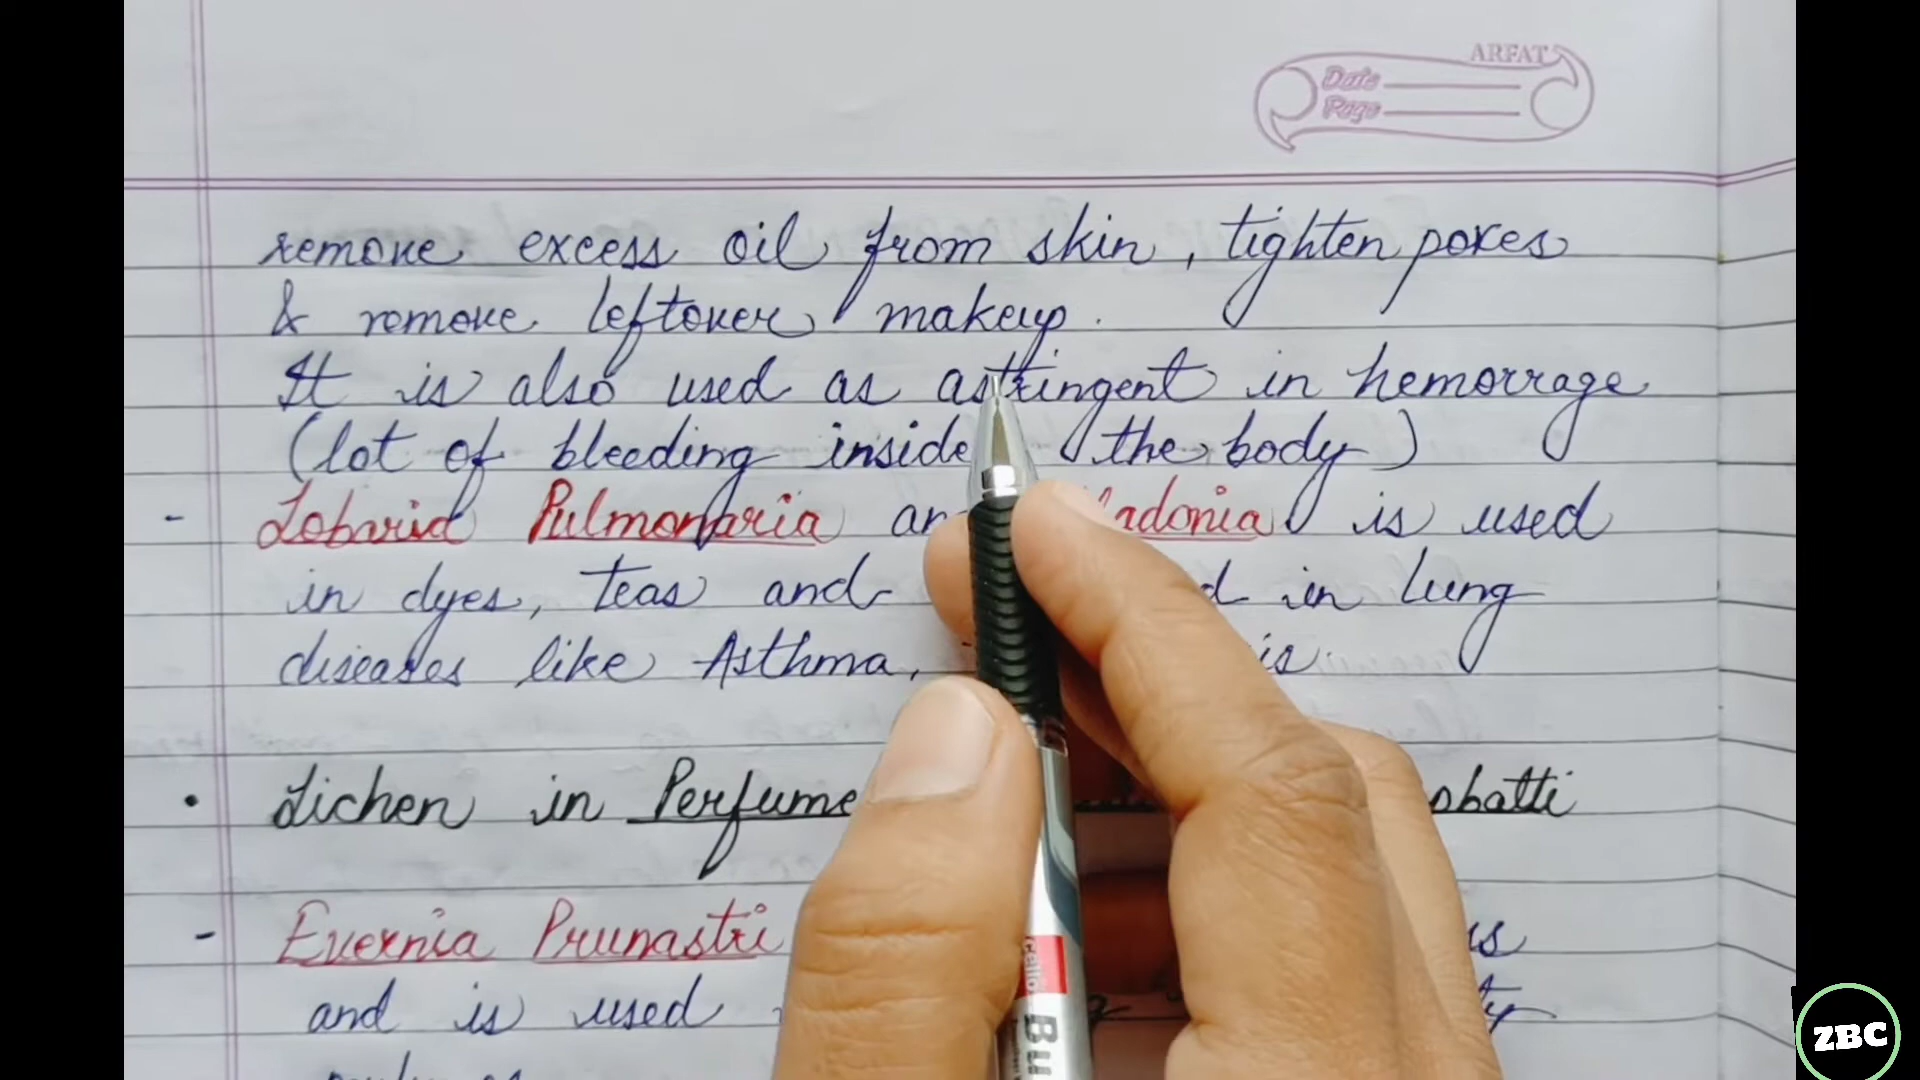 ARFAT
Date
Page
remove excess oil from skin, tighten pores
& remove leftover makeup.
It is also used as astringent in hemorrage
(lot of bleeding inside the body)
- Lobaria Pulmonaria and is used
in dyes, teas and in lung
diseases like Asthma,
• Lichen in Perfume
- Evernia Prunastri
and is used
cello
ZBC